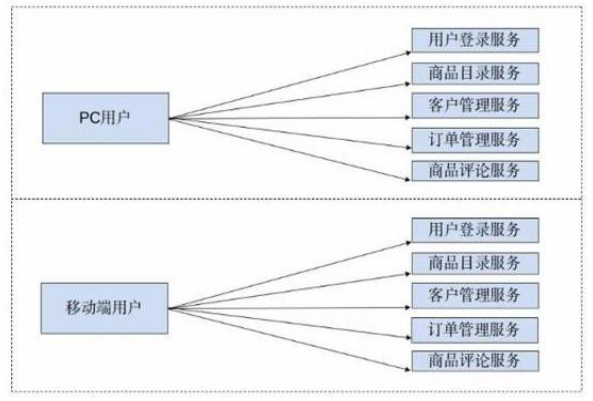 用户登录服务
商品目录服务
PC用户
客户管理服务
订单管理服务
商品评论服务
用户登录服务
商品目录服务
移动端用户
客户管理服务
订单管理服务
商品评论服务